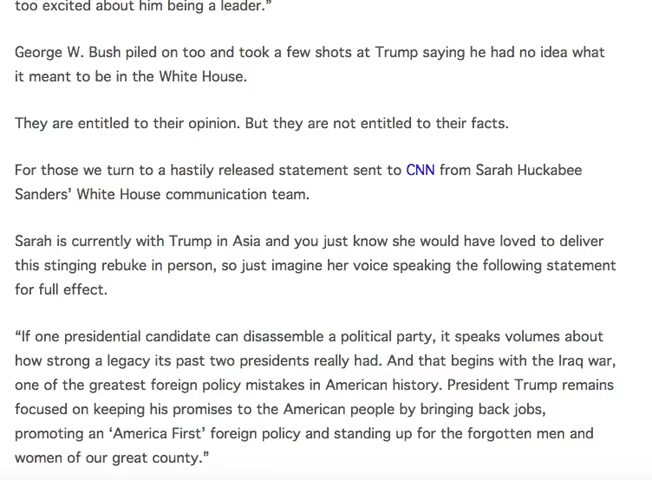 too excited about him being a leader.”
George W. Bush piled on too and took a few shots at Trump saying he had no idea what
it meant to be in the White House.
They are entitled to their opinion. But they are not entitled to their facts.
For those we turn to a hastily released statement sent to CNN from Sarah Huckabee
Sanders’ White House communication team.
Sarah is currently with Trump in Asia and you just know she would have loved to deliver
this stinging rebuke in person, so just imagine her voice speaking the following statement
for full effect.
“If one presidential candidate can disassemble a political party, it speaks volumes about
how strong a legacy its past two presidents really had. And that begins with the Iraq war,
one of the greatest foreign policy mistakes in American history. President Trump remains
focused on keeping his promises to the American people by bringing back jobs,
promoting an ‘America First’ foreign policy and standing up for the forgotten men and
women of our great county.”